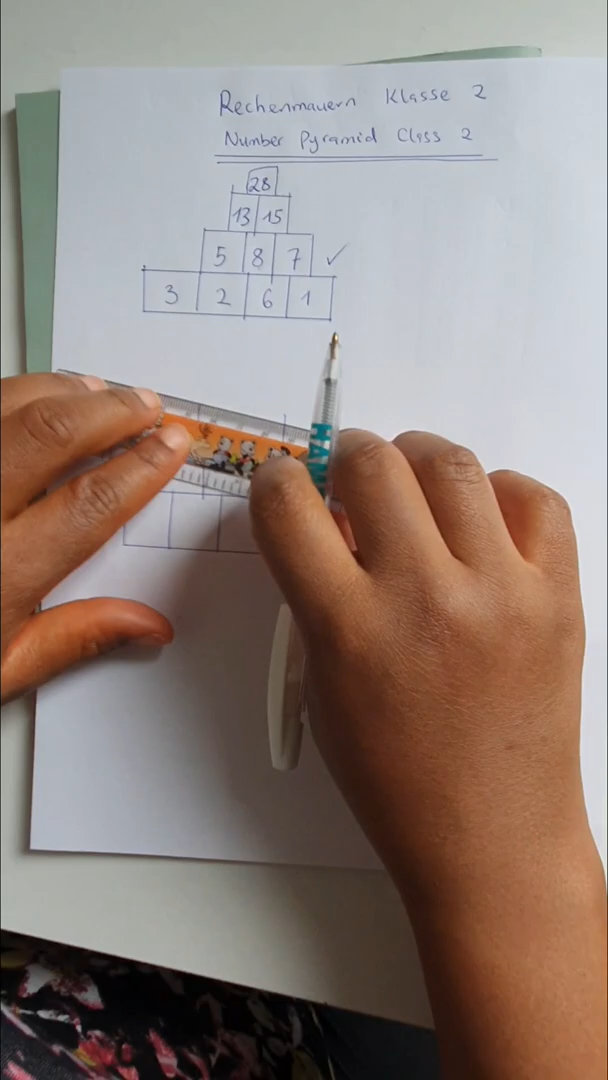 Rechenmauern Klasse 2
Number Pyramid Class 2
28
13 15
5 8 7 ✓
3 2 6 1